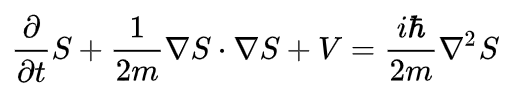 ∂/∂t S + 1/2m ∇S · ∇S + V = iℏ/2m ∇²S